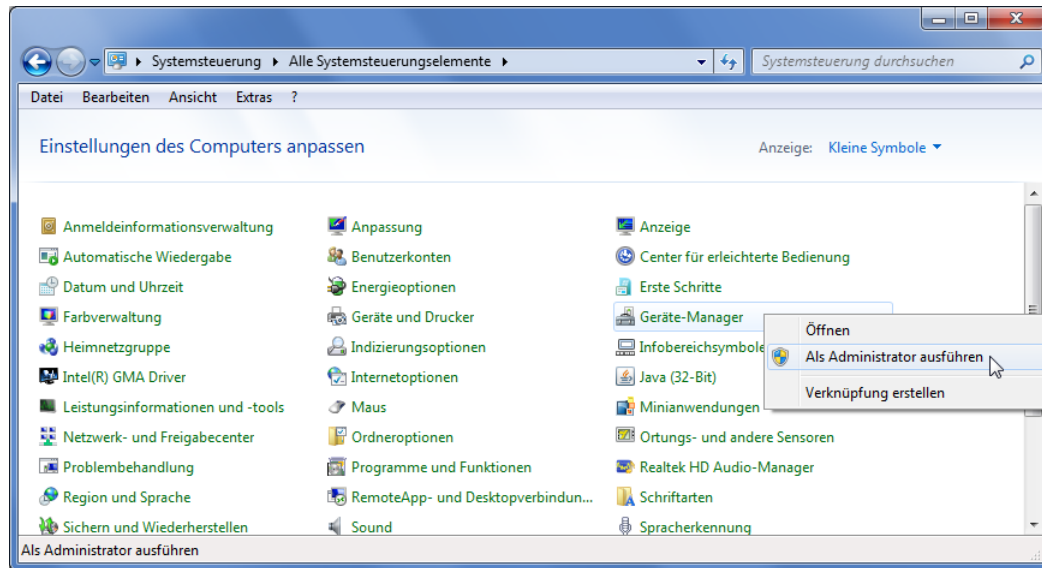 Systemsteuerung ▸ Alle Systemsteuerungselemente ▸
Systemsteuerung durchsuchen
Datei Bearbeiten Ansicht Extras ?
Einstellungen des Computers anpassen
Anzeige: Kleine Symbole
Anmeldeinformationsverwaltung Anpassung Anzeige
Automatische Wiedergabe Benutzerkonten Center für erleichterte Bedienung
Datum und Uhrzeit Energieoptionen Erste Schritte
Farbverwaltung Geräte und Drucker Geräte-Manager
Öffnen
Heimnetzgruppe Indizierungsoptionen Infobereichsymbole
Als Administrator ausführen
Intel(R) GMA Driver Internetoptionen Java (32-Bit)
Verknüpfung erstellen
Leistungsinformationen und -tools Maus Minianwendungen
Netzwerk- und Freigabecenter Ordneroptionen Ortungs- und andere Sensoren
Problembehandlung Programme und Funktionen Realtek HD Audio-Manager
Region und Sprache RemoteApp- und Desktopverbindun... Schriftarten
Sichern und Wiederherstellen Sound Spracherkennung
Als Administrator ausführen